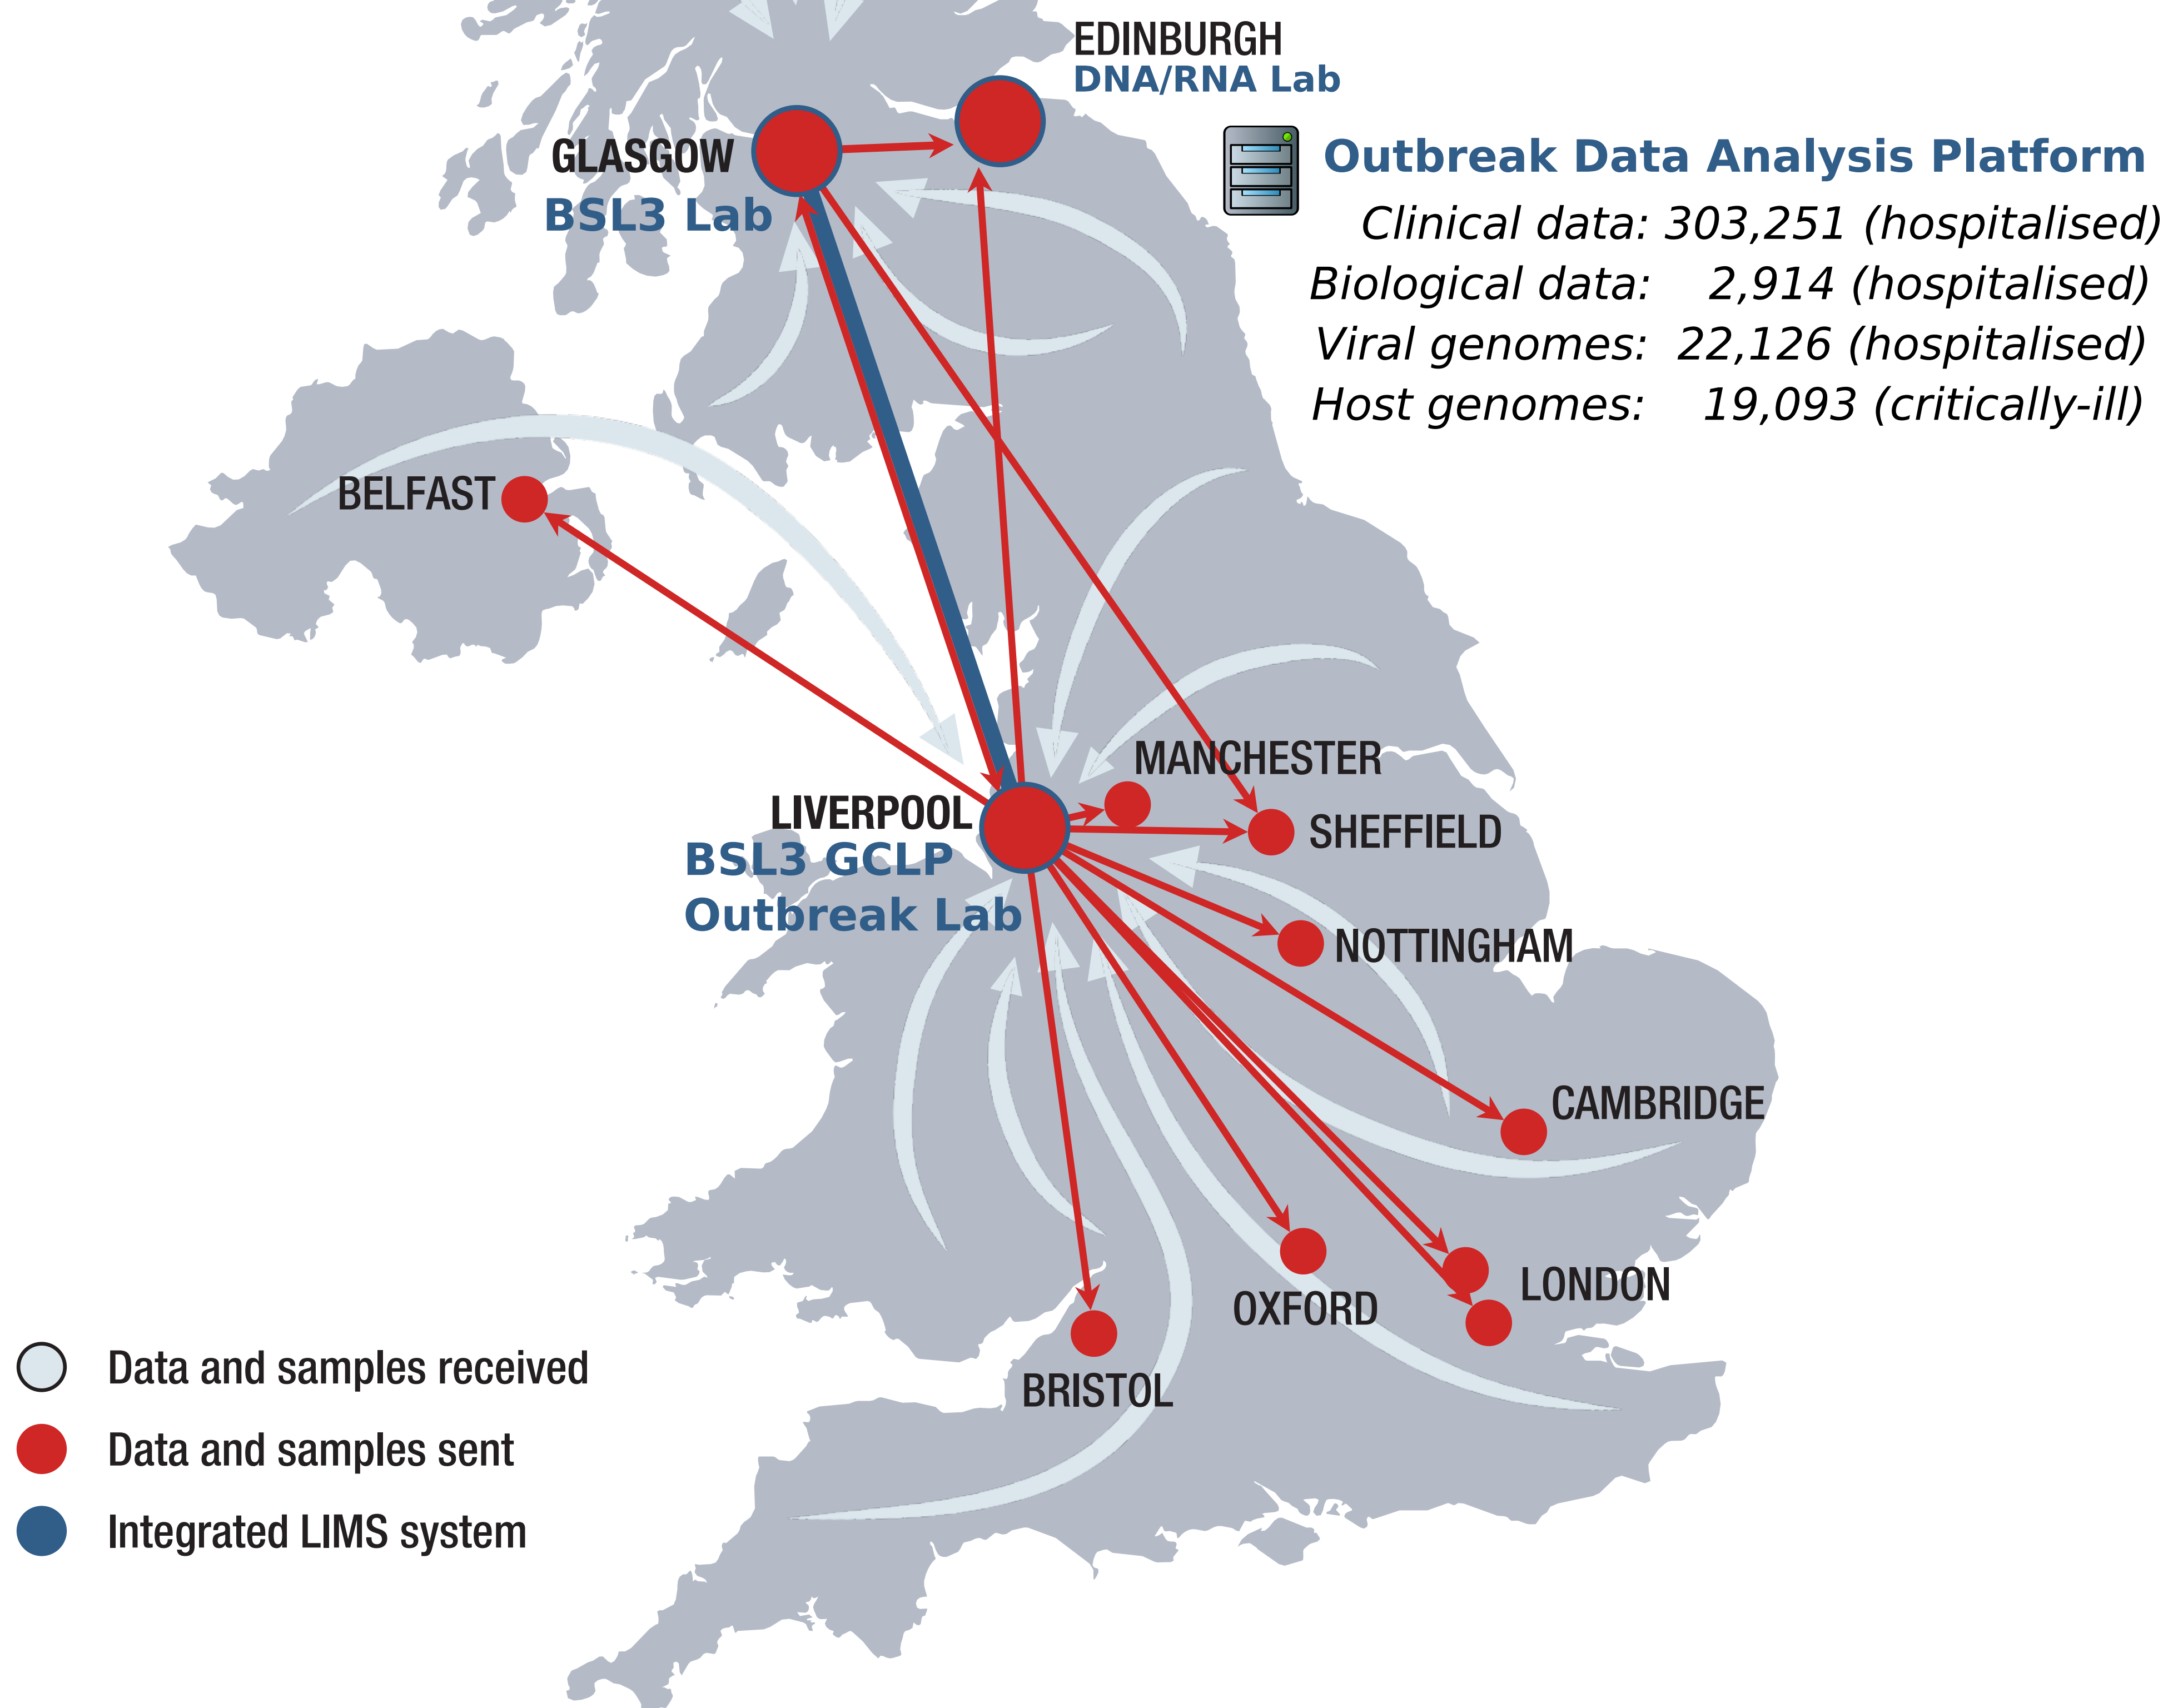 EDINBURGH
DNA/RNA Lab
GLASGOW
BSL3 Lab
Outbreak Data Analysis Platform
Clinical data: 303,251 (hospitalised)
Biological data: 2,914 (hospitalised)
Viral genomes: 22,126 (hospitalised)
Host genomes: 19,093 (critically-ill)
BELFAST
MANCHESTER
LIVERPOOL
BSL3 GCLP
Outbreak Lab
SHEFFIELD
NOTTINGHAM
CAMBRIDGE
LONDON
OXFORD
BRISTOL
Data and samples received
Data and samples sent
Integrated LIMS system